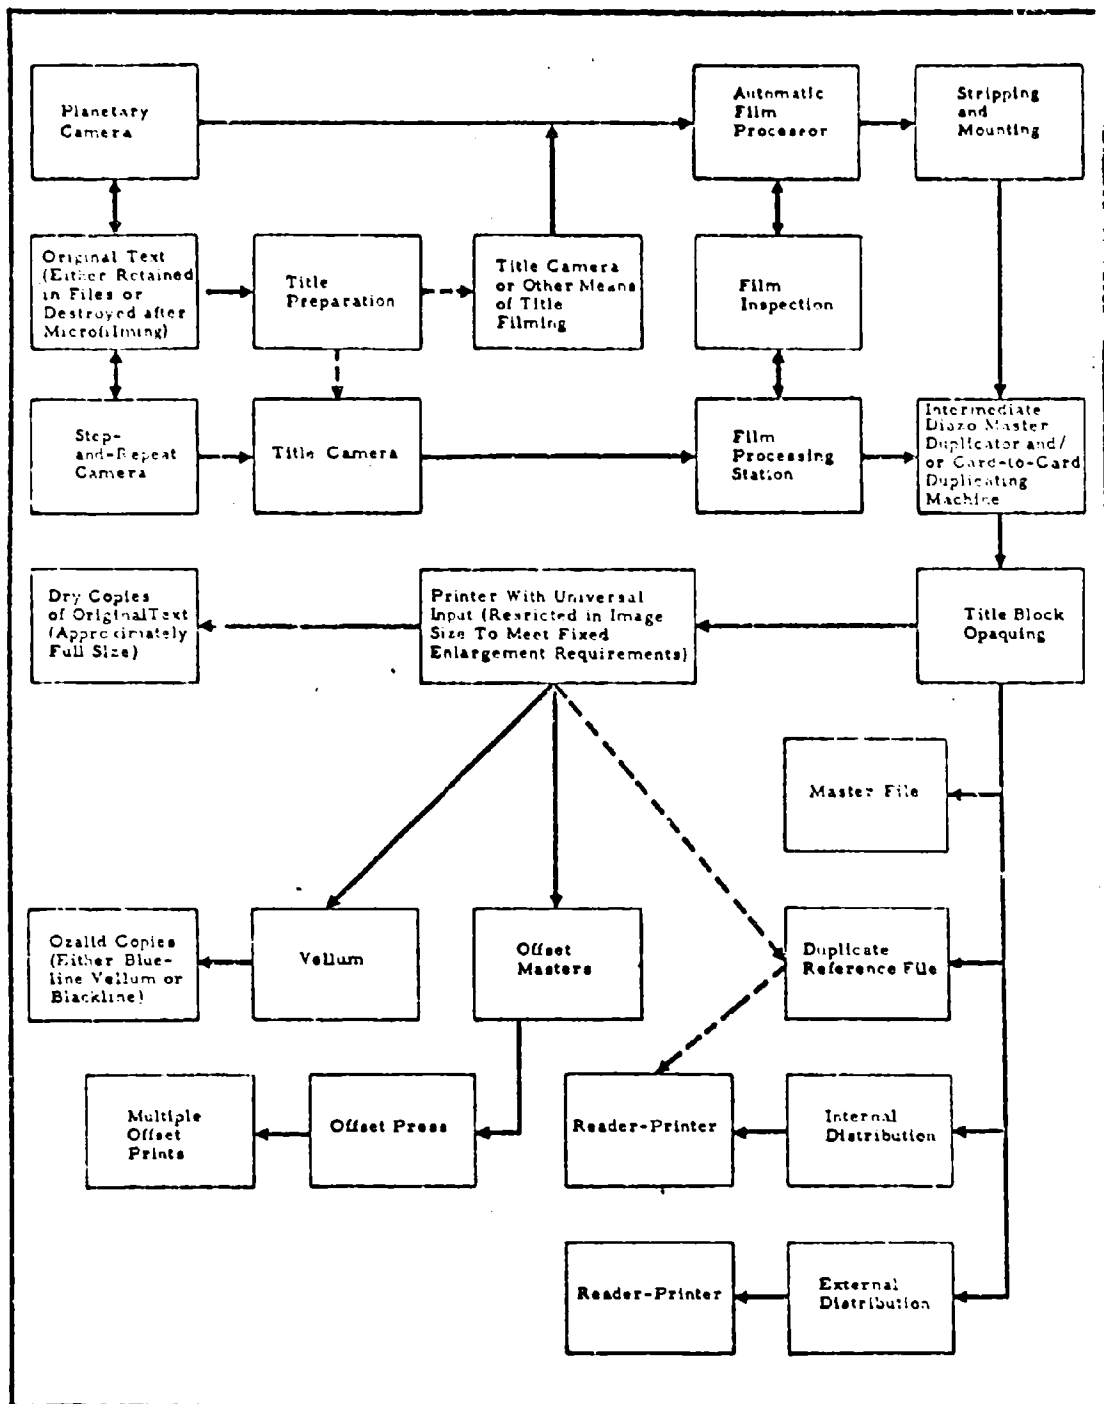 Planetary
Camera
Automatic
Film
Processor
Stripping
and
Mounting
Original Text
(Either Retained
in Files or
Destroyed after
Microfilming)
Title
Preparation
Title Camera
or Other Means
of Title
Filming
Film
Inspection
Step-
and-Repeat
Camera
Title Camera
Film
Processing
Station
Intermediate
Diazo Master
Duplicator and/
or Card-to-Card
Duplicating
Machine
Dry Copies
of Original Text
(Approximately
Full Size)
Printer With Universal
Input (Restricted in Image
Size To Meet Fixed
Enlargement Requirements)
Title Block
Opaquing
Master File
Ozalid Copies
(Either Blue-
line Vellum or
Blackline)
Vellum
Offset
Masters
Duplicate
Reference File
Multiple
Offset
Prints
Offset Press
Reader-Printer
Internal
Distribution
Reader-Printer
External
Distribution